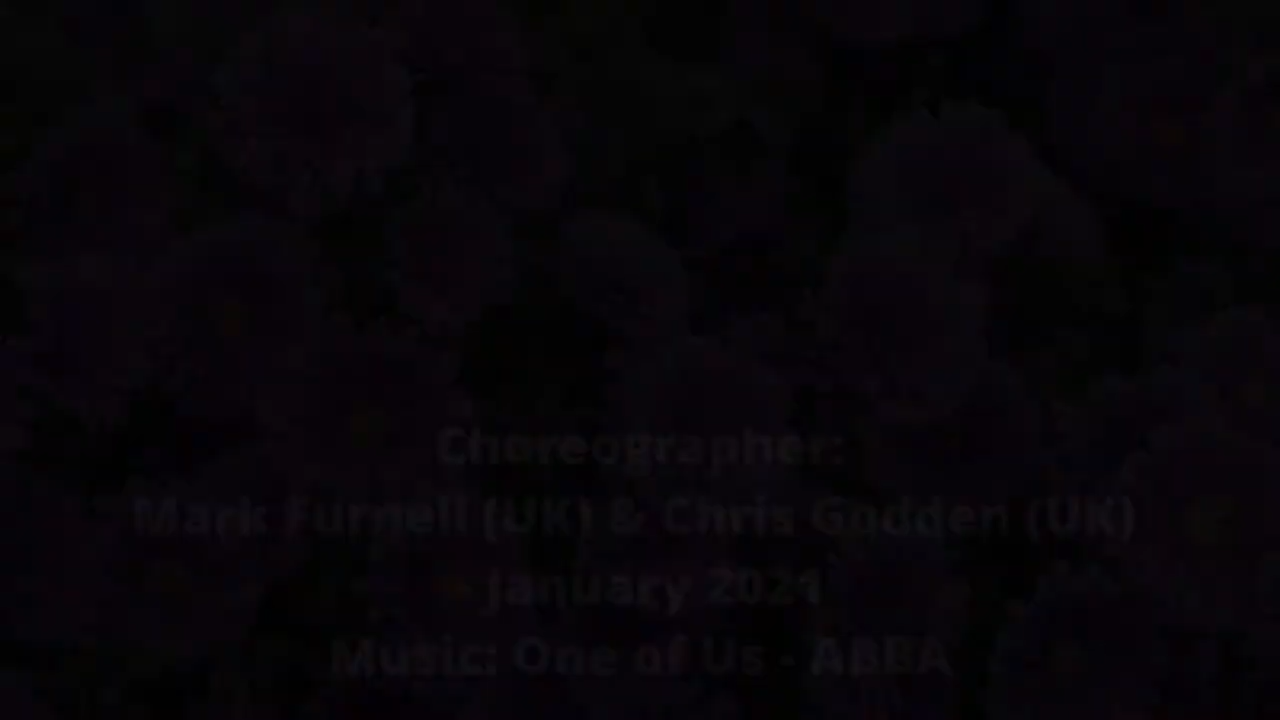 Choreographer:
Mark Furnell (UK) & Chris Godden (UK)
January 2021
Music: One of Us - ABBA